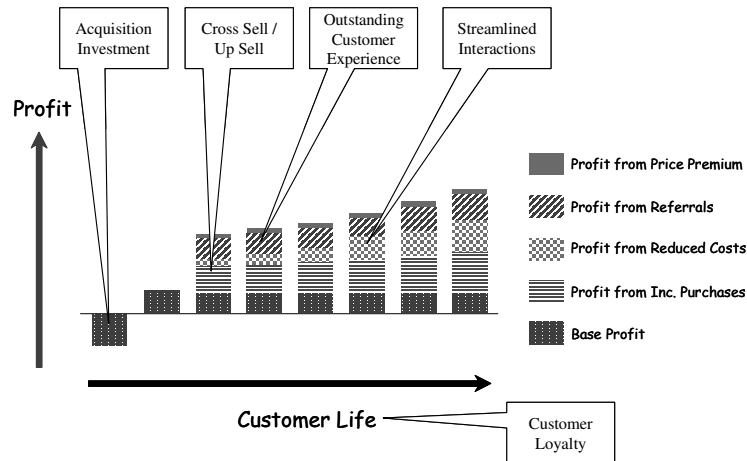 Acquisition
Investment
Cross Sell /
Up Sell
Outstanding
Customer
Experience
Streamlined
Interactions
Profit
Profit from Price Premium
Profit from Referrals
Profit from Reduced Costs
Profit from Inc. Purchases
Base Profit
Customer Life
Customer
Loyalty